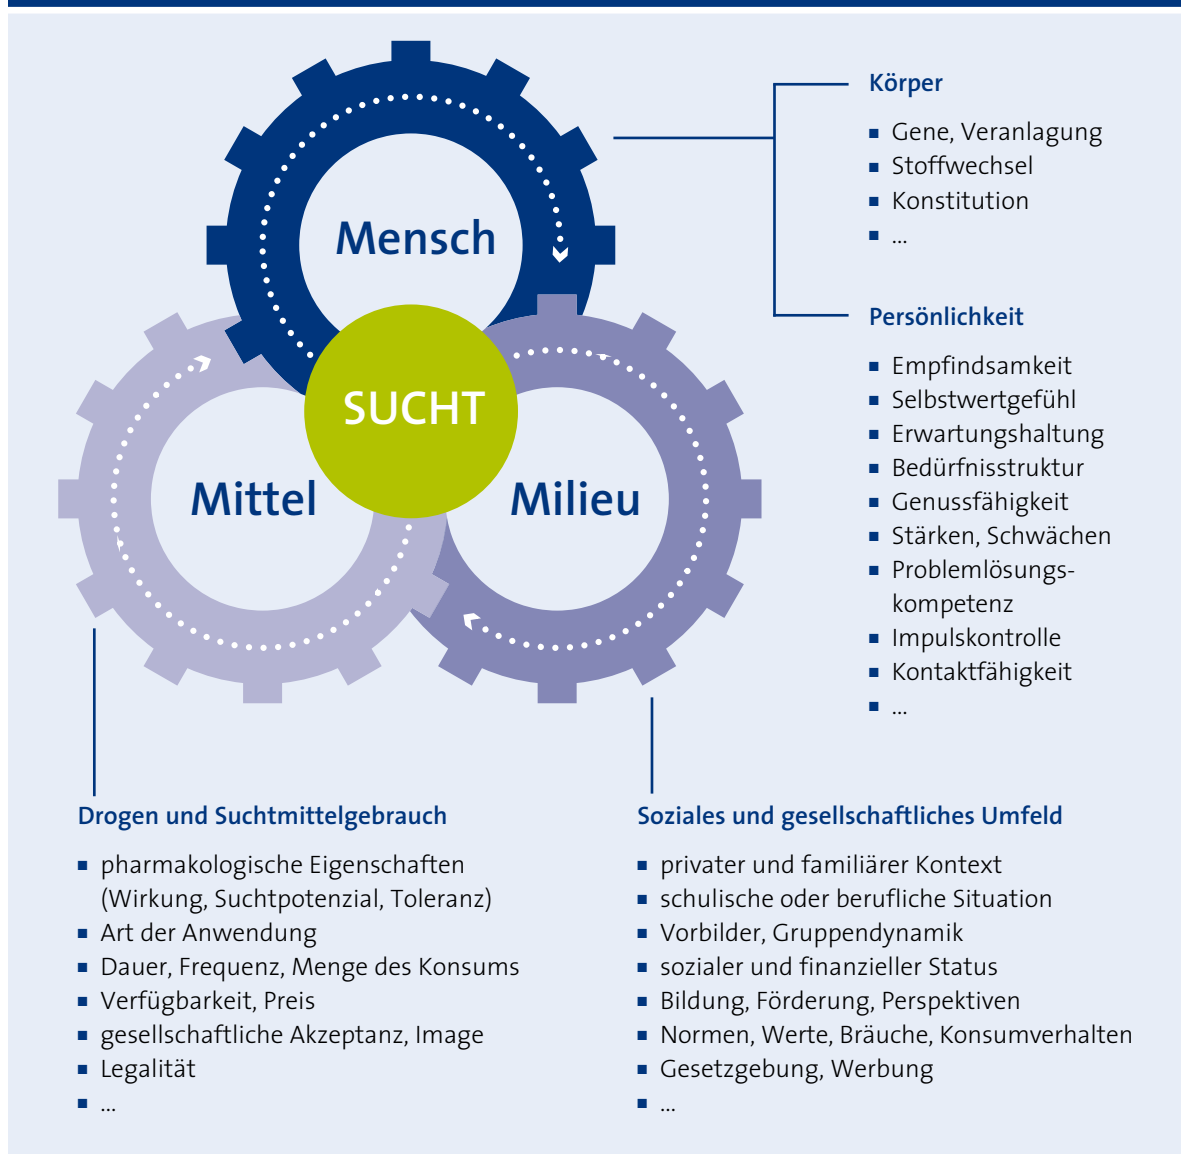 Mensch
SUCHT
Mittel
Milieu
Körper
▪ Gene, Veranlagung
▪ Stoffwechsel
▪ Konstitution
▪ ...
Persönlichkeit
▪ Empfindsamkeit
▪ Selbstwertgefühl
▪ Erwartungshaltung
▪ Bedürfnisstruktur
▪ Genussfähigkeit
▪ Stärken, Schwächen
▪ Problemlösungs-
kompetenz
▪ Impulskontrolle
▪ Kontaktfähigkeit
▪ ...
Drogen und Suchtmittelgebrauch
▪ pharmakologische Eigenschaften
(Wirkung, Suchtpotenzial, Toleranz)
▪ Art der Anwendung
▪ Dauer, Frequenz, Menge des Konsums
▪ Verfügbarkeit, Preis
▪ gesellschaftliche Akzeptanz, Image
▪ Legalität
▪ ...
Soziales und gesellschaftliches Umfeld
▪ privater und familiärer Kontext
▪ schulische oder berufliche Situation
▪ Vorbilder, Gruppendynamik
▪ sozialer und finanzieller Status
▪ Bildung, Förderung, Perspektiven
▪ Normen, Werte, Bräuche, Konsumverhalten
▪ Gesetzgebung, Werbung
▪ ...